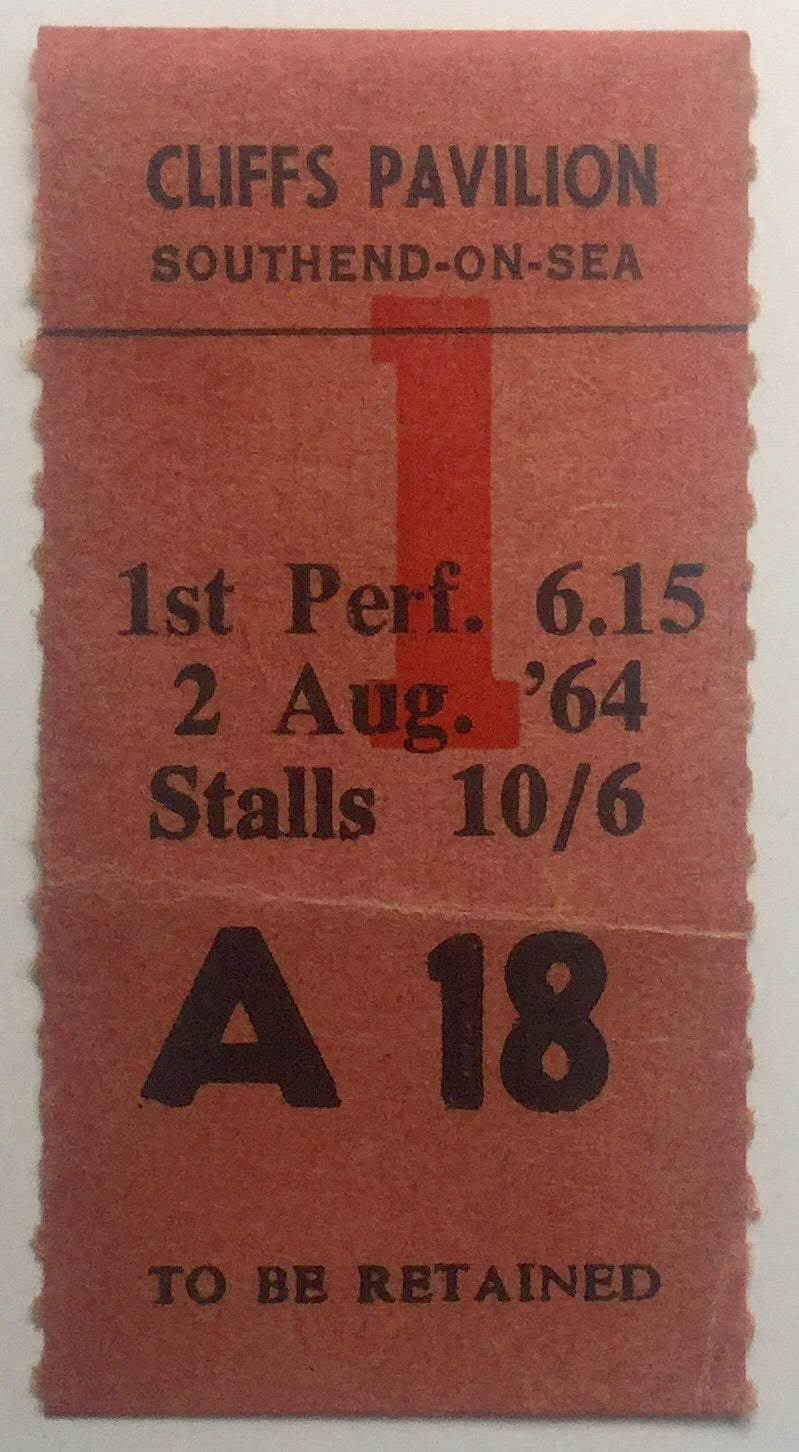 CLIFFS PAVILION
SOUTHEND-ON-SEA
1
1st Perf. 6.15
2 Aug. ’64
Stalls 10/6
A 18
TO BE RETAINED